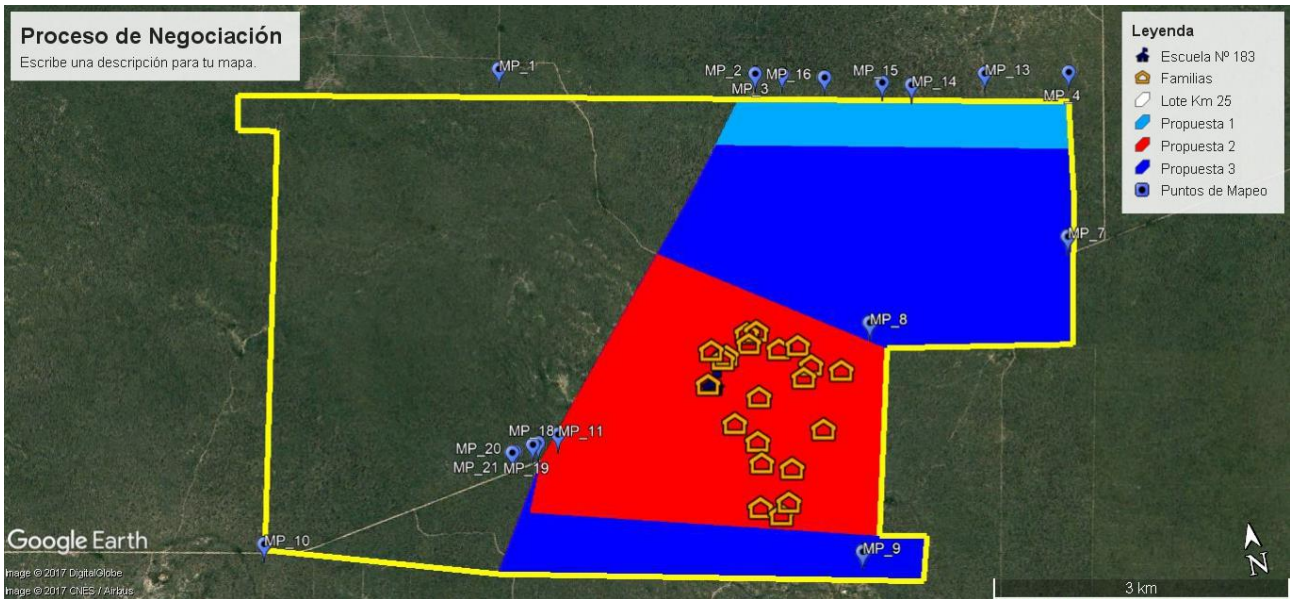 Proceso de Negociación
Escribe una descripción para tu mapa.
Leyenda
Escuela Nº 183
Familias
Lote Km 25
Propuesta 1
Propuesta 2
Propuesta 3
Puntos de Mapeo
MP_1
MP_2
MP_16
MP_15
MP_13
MP_3
MP_14
MP_4
MP_7
MP_8
MP_18
MP_11
MP_20
MP_21
MP_19
MP_10
MP_9
Google Earth
Image © 2017 DigitalGlobe
Image © 2017 CNES / Airbus
N
3 km